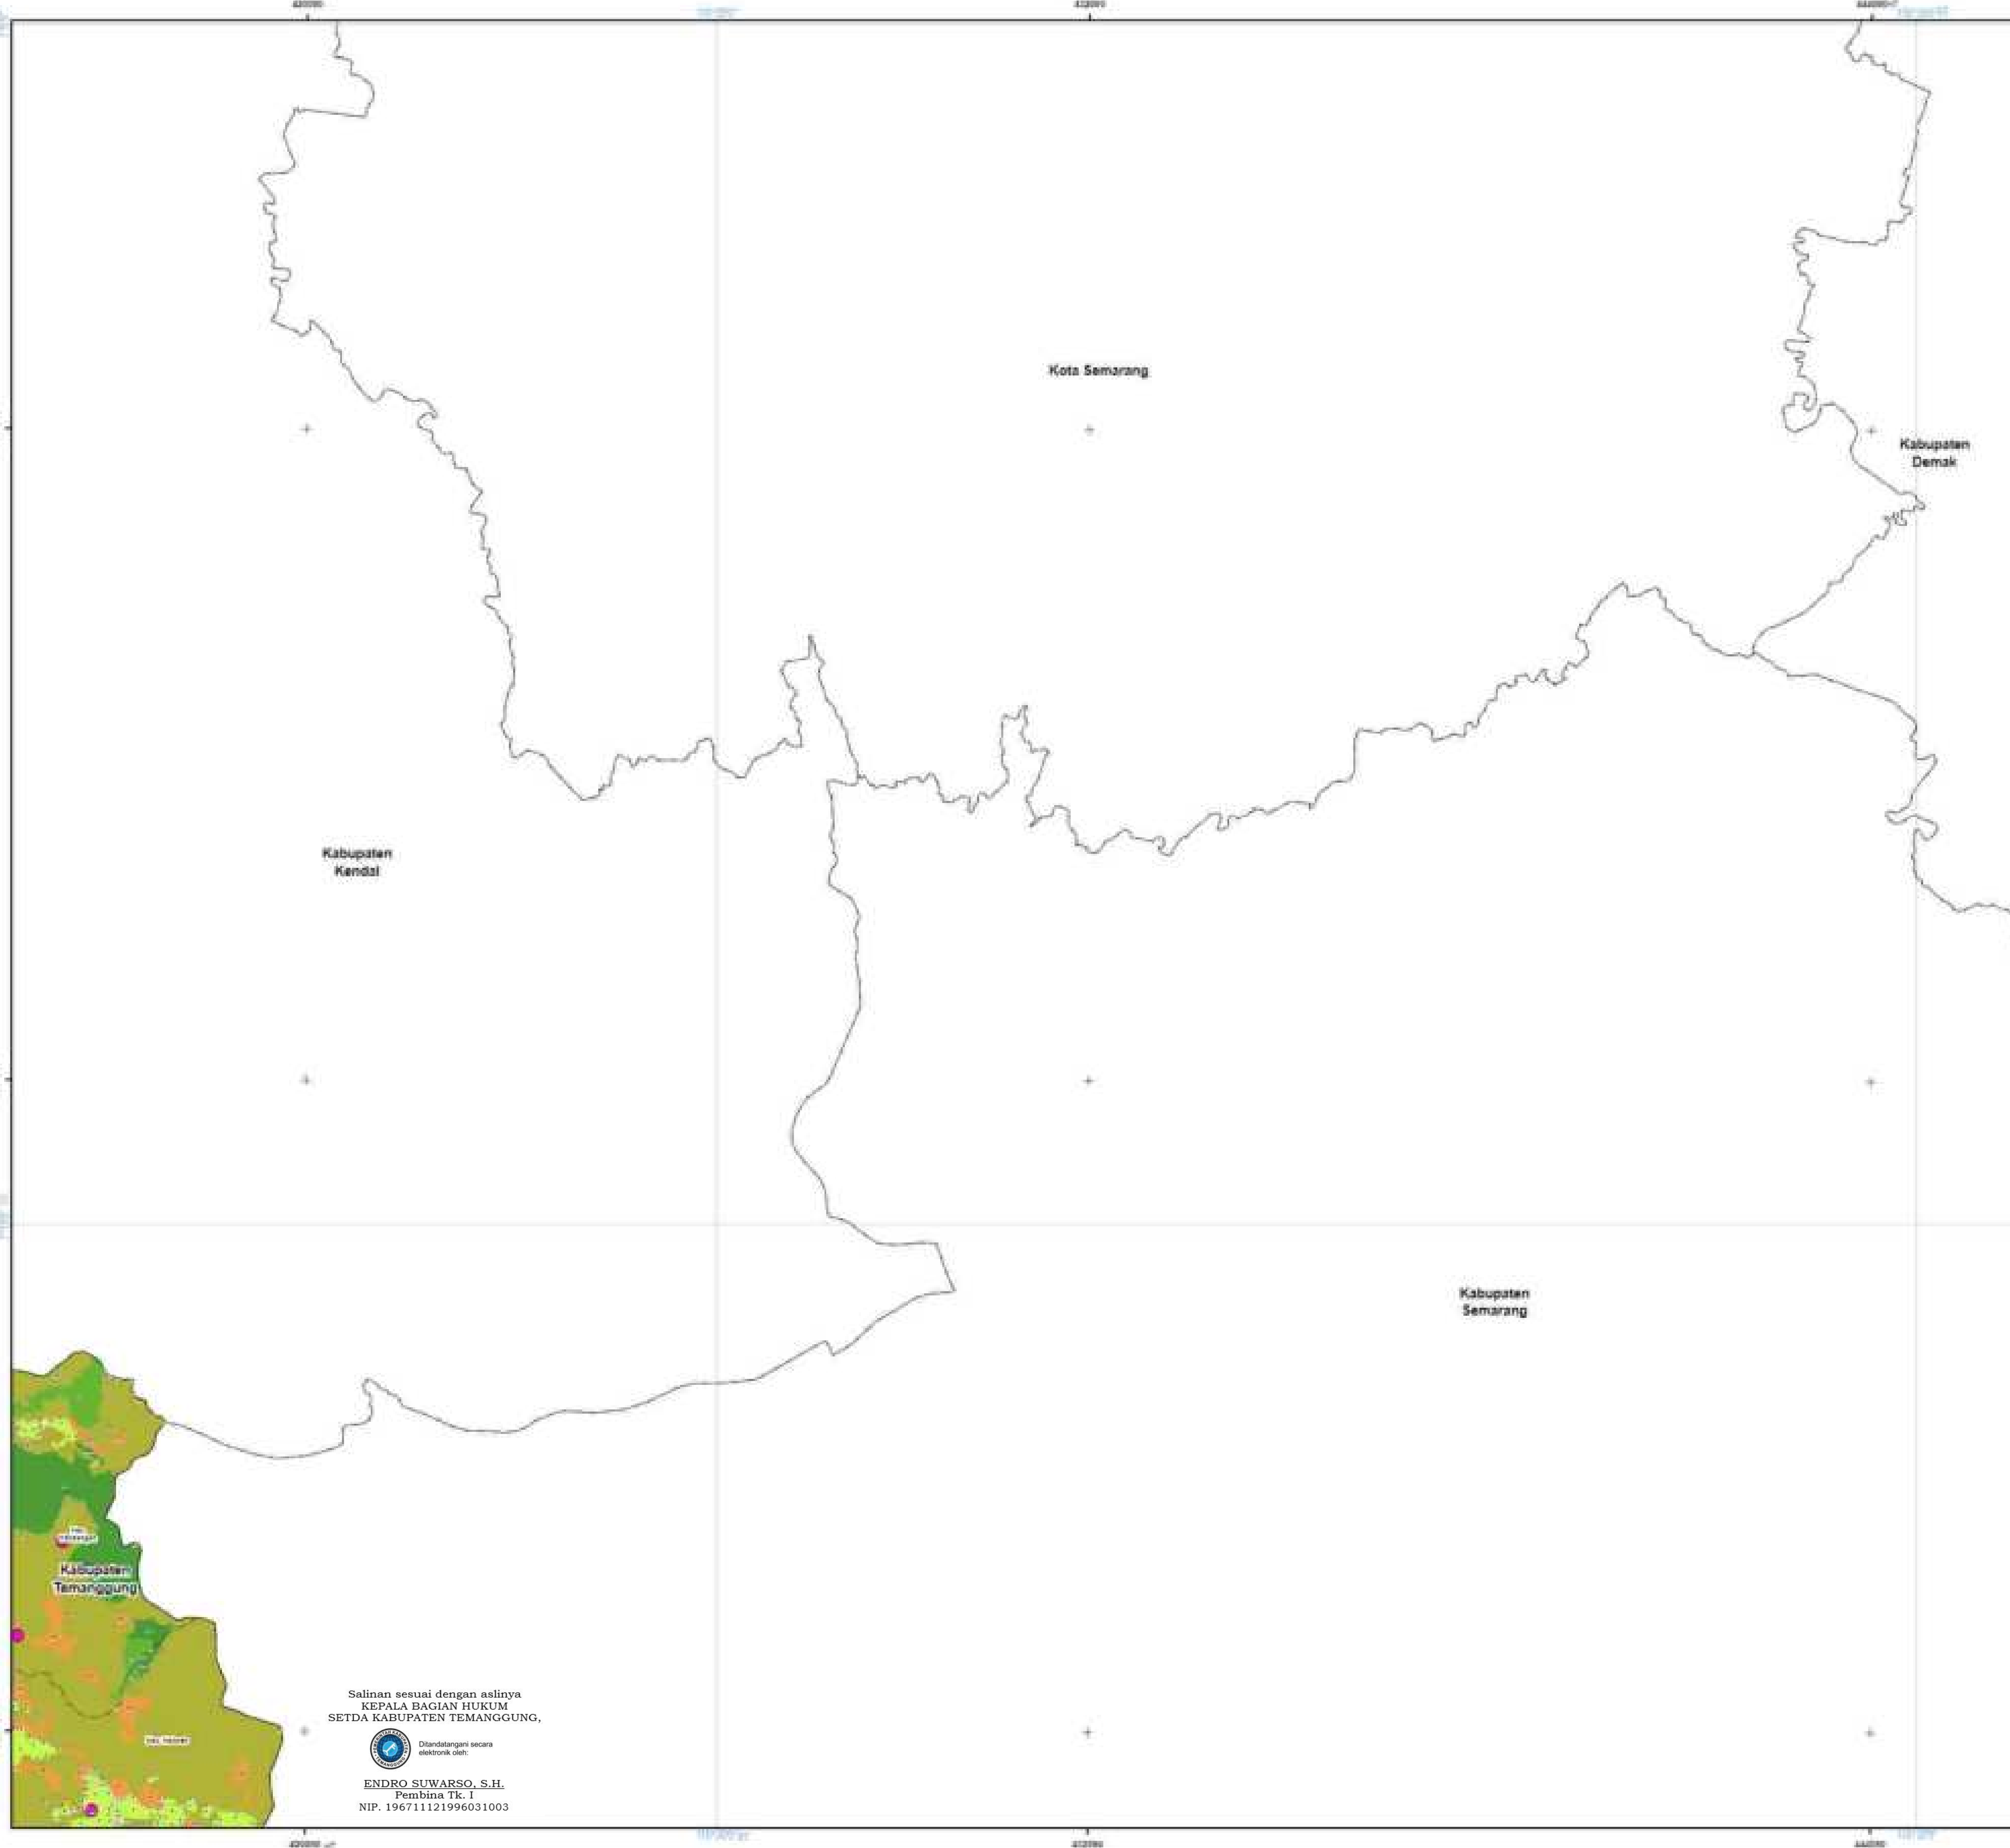 Kota Semarang
Kabupaten
Demak
Kabupaten
Kendal
Kabupaten
Semarang
Kabupaten
Temanggung
Salinan sesuai dengan aslinya
KEPALA BAGIAN HUKUM
SETDA KABUPATEN TEMANGGUNG,
Ditandatangani secara
elektronik oleh:
ENDRO SUWARSO, S.H.
Pembina Tk. I
NIP. 196711121996031003